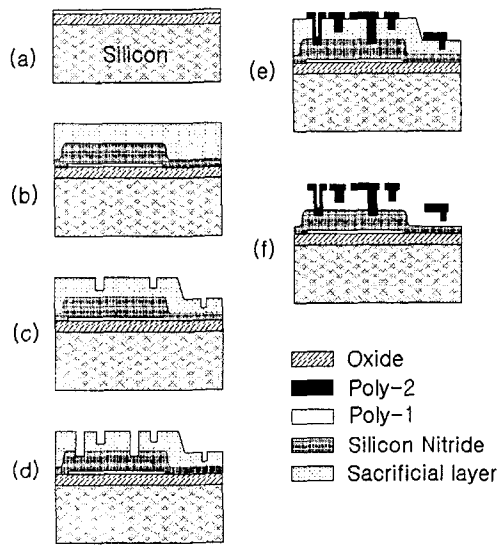 (a)
Silicon
(b)
(c)
(d)
(e)
(f)
Oxide
Poly-2
Poly-1
Silicon Nitride
Sacrificial layer